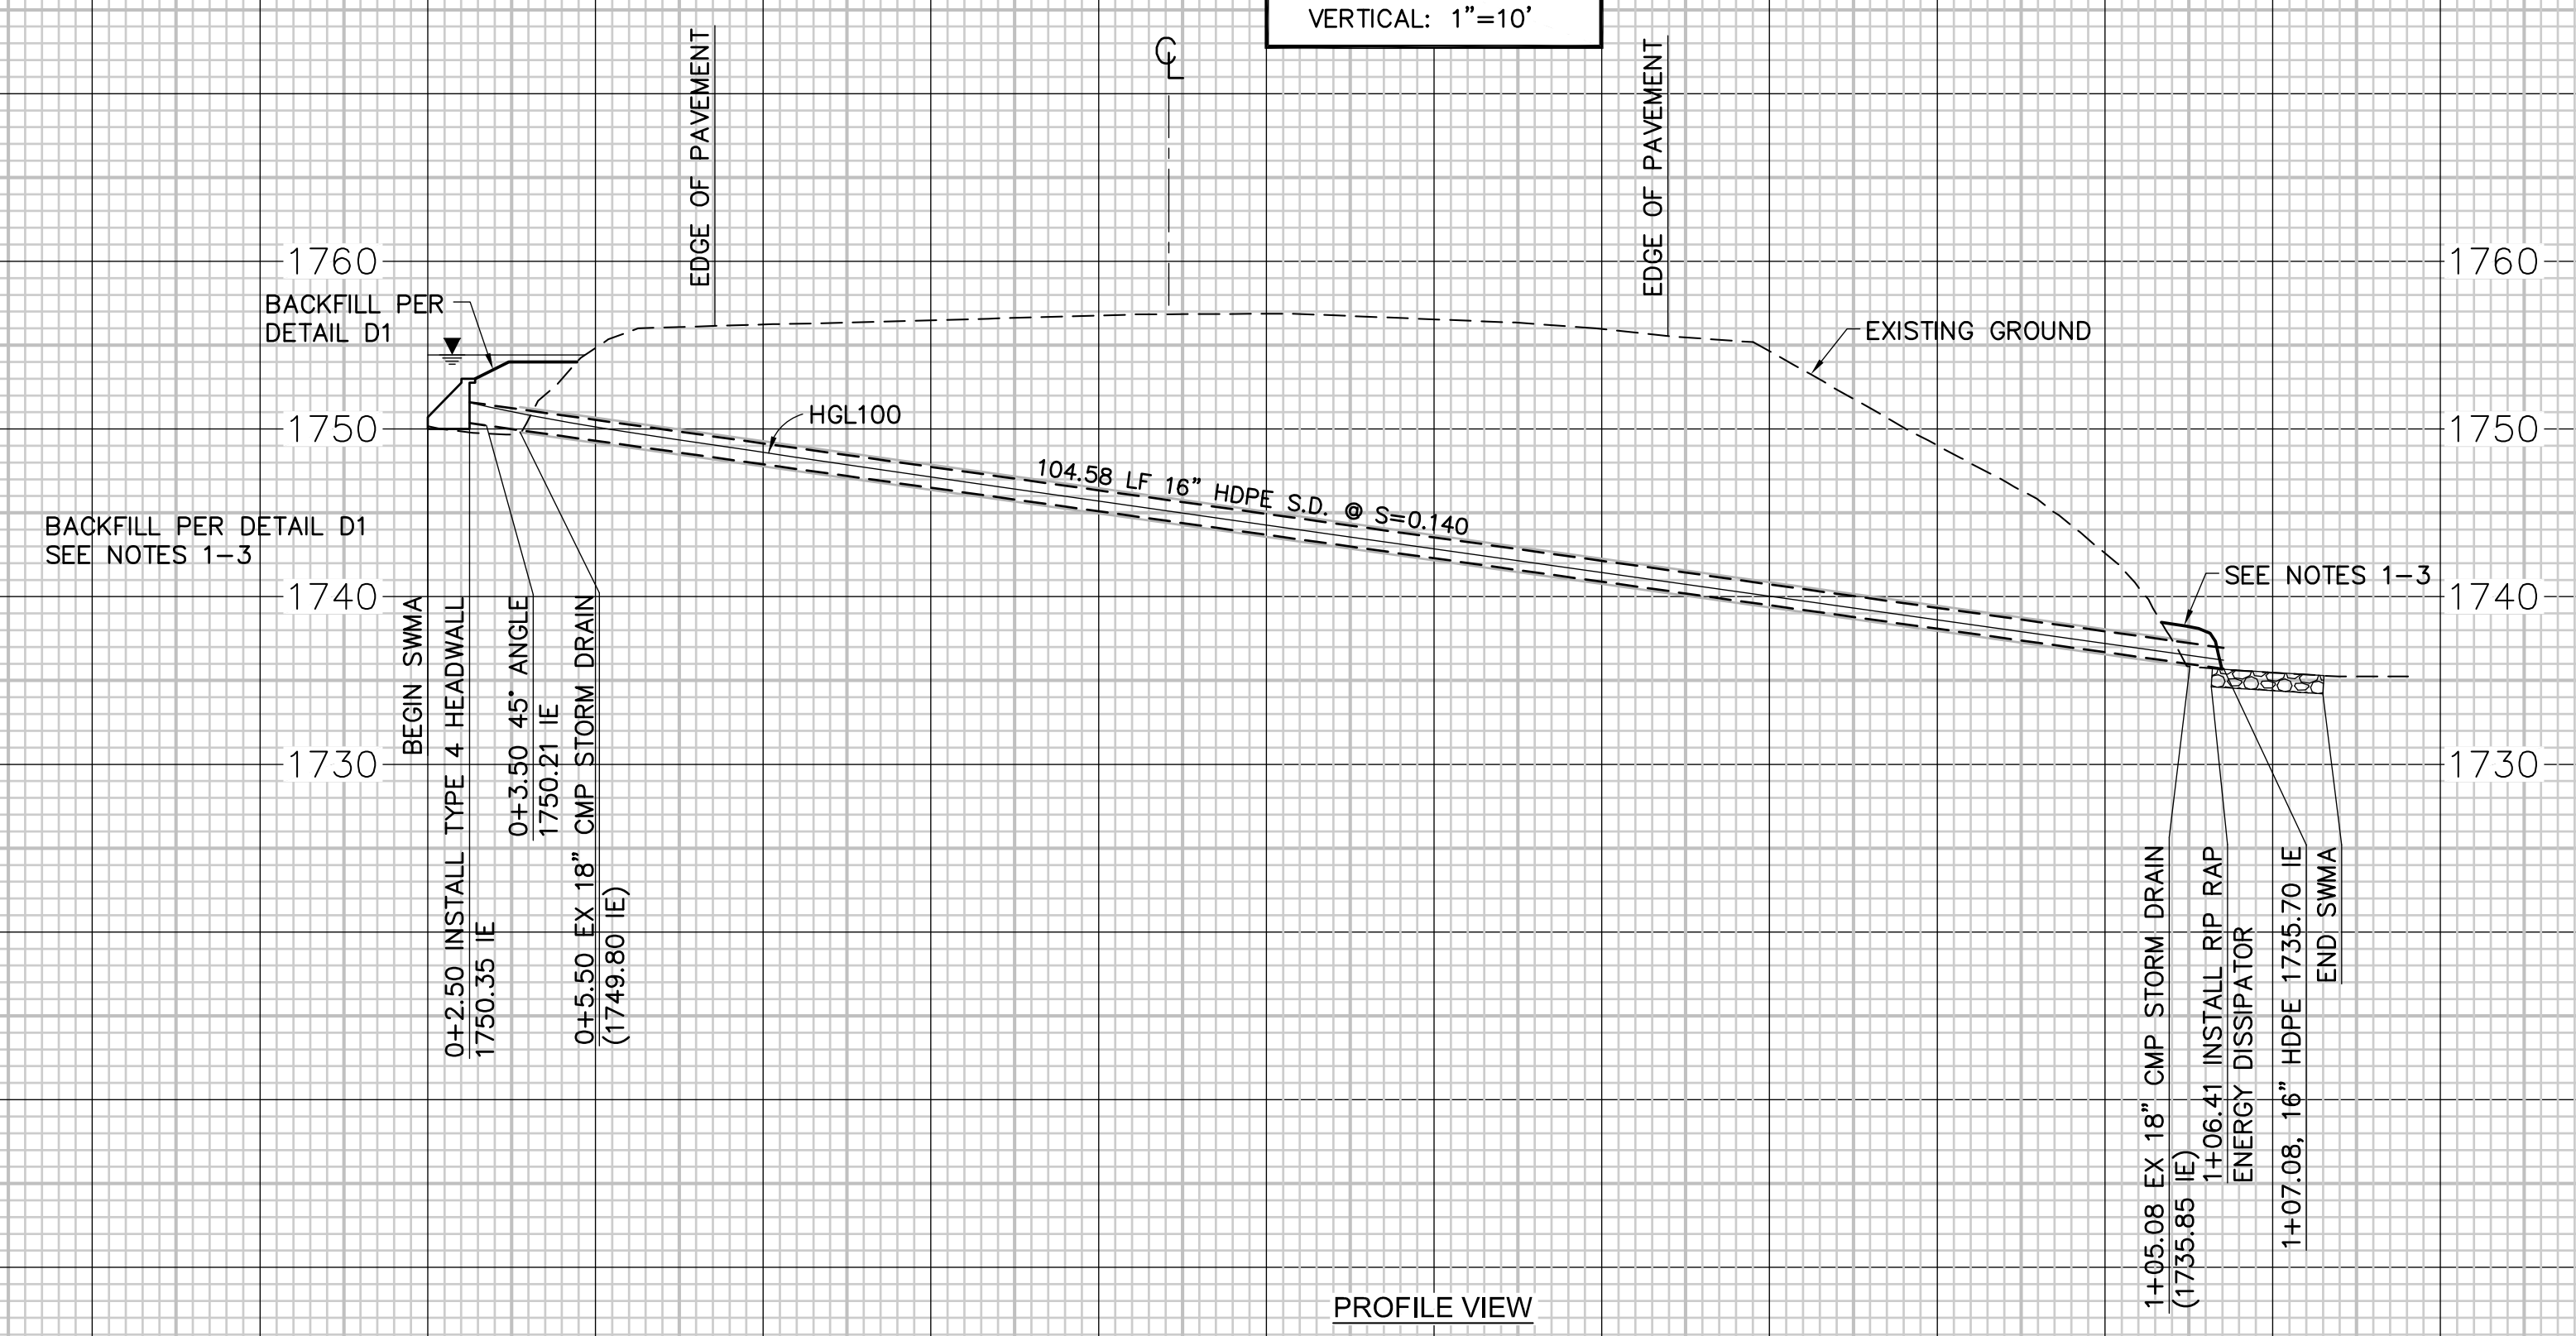 VERTICAL: 1"=10'
EDGE OF PAVEMENT
℄
EDGE OF PAVEMENT
1760
1760
BACKFILL PER
DETAIL D1
EXISTING GROUND
1750
HGL100
1750
104.58 LF 16" HDPE S.D. @ S=0.140
BACKFILL PER DETAIL D1
SEE NOTES 1-3
SEE NOTES 1-3
1740
1740
1730
1730
BEGIN SWMA
0+2.50 INSTALL TYPE 4 HEADWALL
1750.35 IE
0+3.50 45° ANGLE
1750.21 IE
0+5.50 EX 18" CMP STORM DRAIN
(1749.80 IE)
1+05.08 EX 18" CMP STORM DRAIN
(1735.85 IE)
1+06.41 INSTALL RIP RAP
ENERGY DISSIPATOR
1+07.08, 16" HDPE 1735.70 IE
END SWMA
PROFILE VIEW